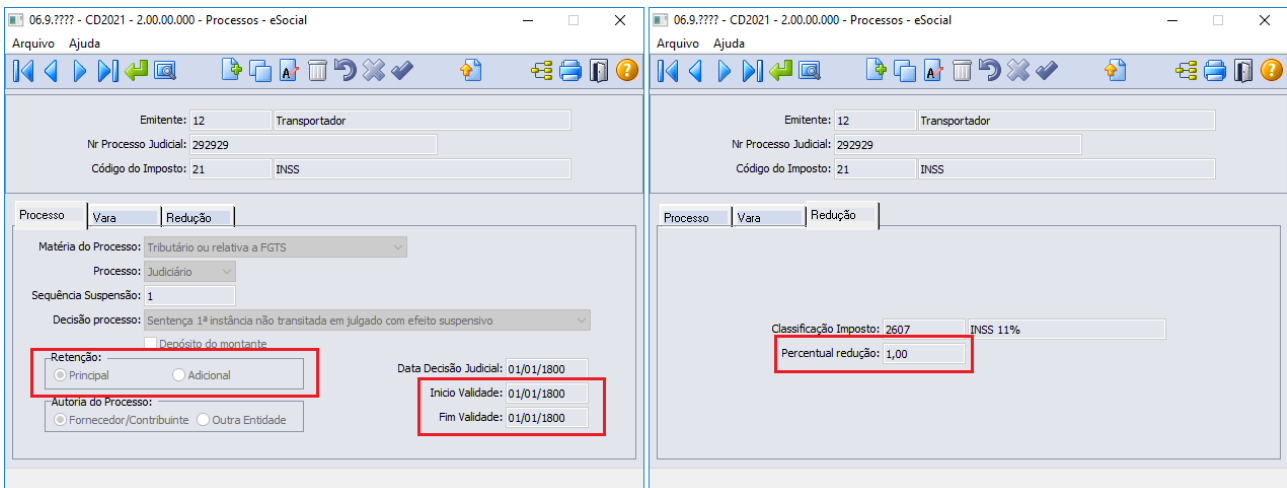 06.9.???? - CD2021 - 2.00.00.000 - Processos - eSocial
Arquivo Ajuda
Emitente: 12 Transportador
Nr Processo Judicial: 292929
Código do Imposto: 21 INSS
Processo Vara Redução
Matéria do Processo: Tributário ou relativa a FGTS
Processo: Judiciário
Sequência Suspensão: 1
Decisão processo: Sentença 1ª instância não transitada em julgado com efeito suspensivo
Depósito do montante
Retenção:
Principal Adicional
Data Decisão Judicial: 01/01/1800
Inicio Validade: 01/01/1800
Autoria do Processo:
Fornecedor/Contribuinte Outra Entidade
Fim Validade: 01/01/1800
06.9.???? - CD2021 - 2.00.00.000 - Processos - eSocial
Arquivo Ajuda
Emitente: 12 Transportador
Nr Processo Judicial: 292929
Código do Imposto: 21 INSS
Processo Vara Redução
Classificação Imposto: 2607 INSS 11%
Percentual redução: 1,00